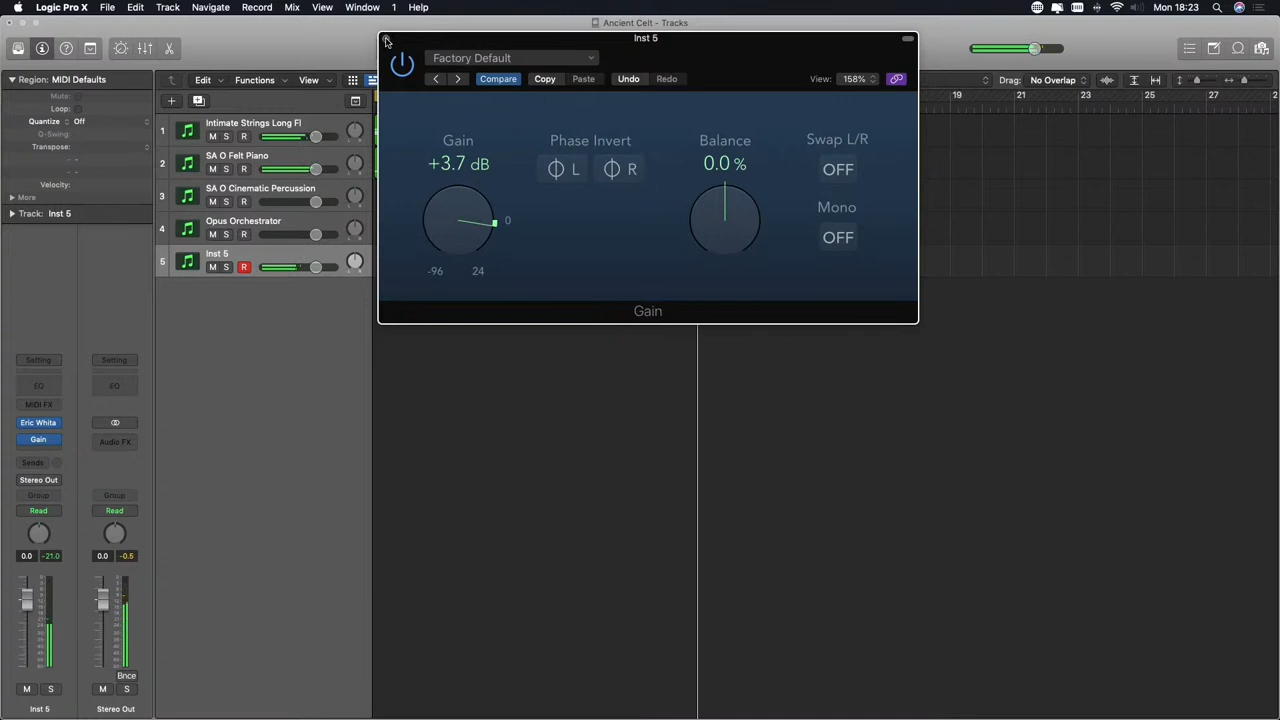 Logic Pro X File Edit Track Navigate Record Mix View Window 1 Help Mon 18:23
Ancient Celt - Tracks
Inst 5
Factory Default
Compare Copy Paste Undo Redo View: 158%
Region: MIDI Defaults
Edit Functions View
Drag: No Overlap
Mute:
Loop:
Quantize Off
Q-Swing:
Transpose:
Velocity:
More
Track: Inst 5
19 21 23 25 27 2
1 Intimate Strings Long Fl
M S R
L R
2 SA O Felt Piano
M S R
L R
3 SA O Cinematic Percussion
M S R
L R
4 Opus Orchestrator
M S R
L R
5 Inst 5
M S R
L R
Gain
+3.7 dB
0
-96 24
Phase Invert
L R
Balance
0.0 %
Swap L/R
OFF
Mono
OFF
Gain
Setting Setting
EQ EQ
MIDI FX
Eric Whita
Gain Audio FX
Sends
Stereo Out
Group Group
Read Read
0.0 -21.0 0.0 -0.5
Bnce
M S M S
Inst 5 Stereo Out